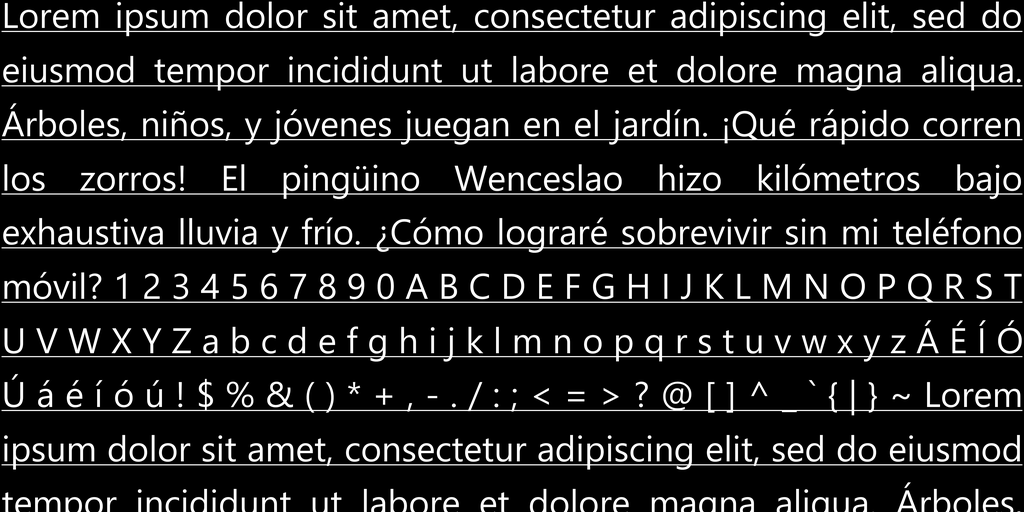 Lorem ipsum dolor sit amet, consectetur adipiscing elit, sed do
eiusmod tempor incididunt ut labore et dolore magna aliqua.
Árboles, niños, y jóvenes juegan en el jardín. ¡Qué rápido corren
los zorros! El pingüino Wenceslao hizo kilómetros bajo
exhaustiva lluvia y frío. ¿Cómo lograré sobrevivir sin mi teléfono
móvil? 1 2 3 4 5 6 7 8 9 0 A B C D E F G H I J K L M N O P Q R S T
U V W X Y Z a b c d e f g h i j k l m n o p q r s t u v w x y z Á É Í Ó
Ú á é í ó ú ! $ % & ( ) * + , - . / : ; < = > ? @ [ ] ^ _ ` { | } ~ Lorem
ipsum dolor sit amet, consectetur adipiscing elit, sed do eiusmod
tempor incididunt ut labore et dolore magna aliqua. Árboles,